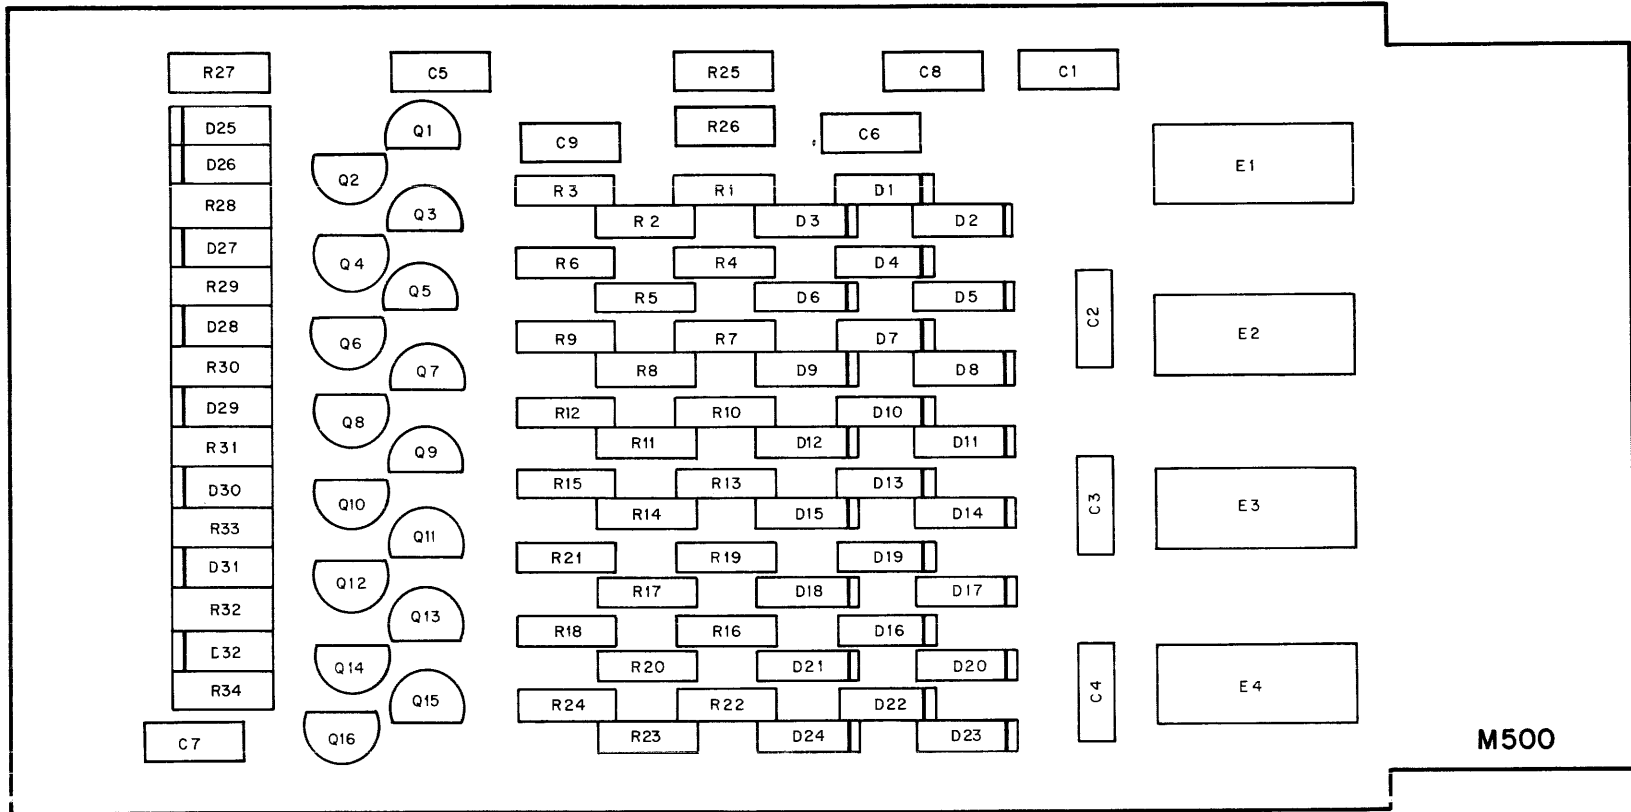 R27 C5 R25 C8 C1
D25 Q1 C9 R26 C6 E1
D26 Q2 R3 R1 D1
R28 Q3 R2 D3 D2
D27 Q4 R6 R4 D4
R29 Q5 R5 D6 D5
D28 Q6 R9 R7 D7 C2 E2
R30 Q7 R8 D9 D8
D29 Q8 R12 R10 D10
R31 Q9 R11 D12 D11
D30 Q10 R15 R13 D13
R33 Q11 R14 D15 D14 C3 E3
D31 Q12 R21 R19 D19
R32 Q13 R17 D18 D17
R18 R16 D16
D32 Q14 R20 D21 D20
R34 Q15 R24 R22 D22 C4 E4
C7 Q16 R23 D24 D23 M500